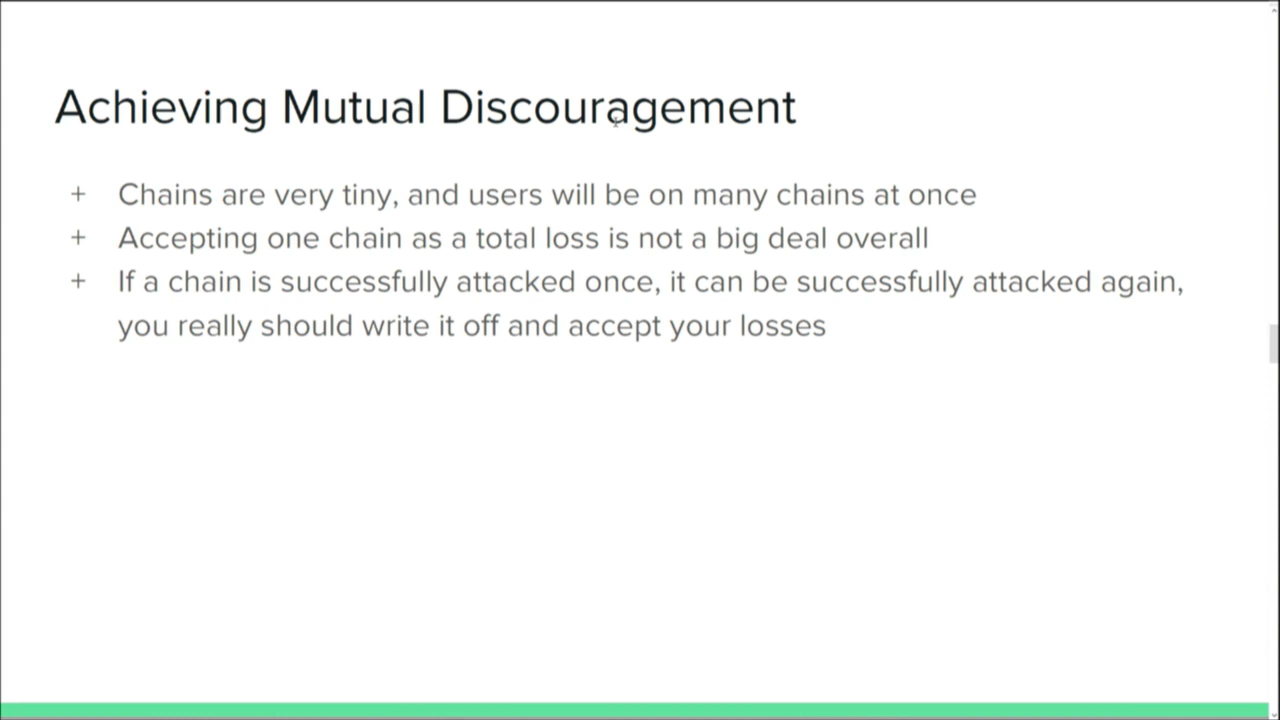 Achieving Mutual Discouragement
+ Chains are very tiny, and users will be on many chains at once
+ Accepting one chain as a total loss is not a big deal overall
+ If a chain is successfully attacked once, it can be successfully attacked again,
you really should write it off and accept your losses